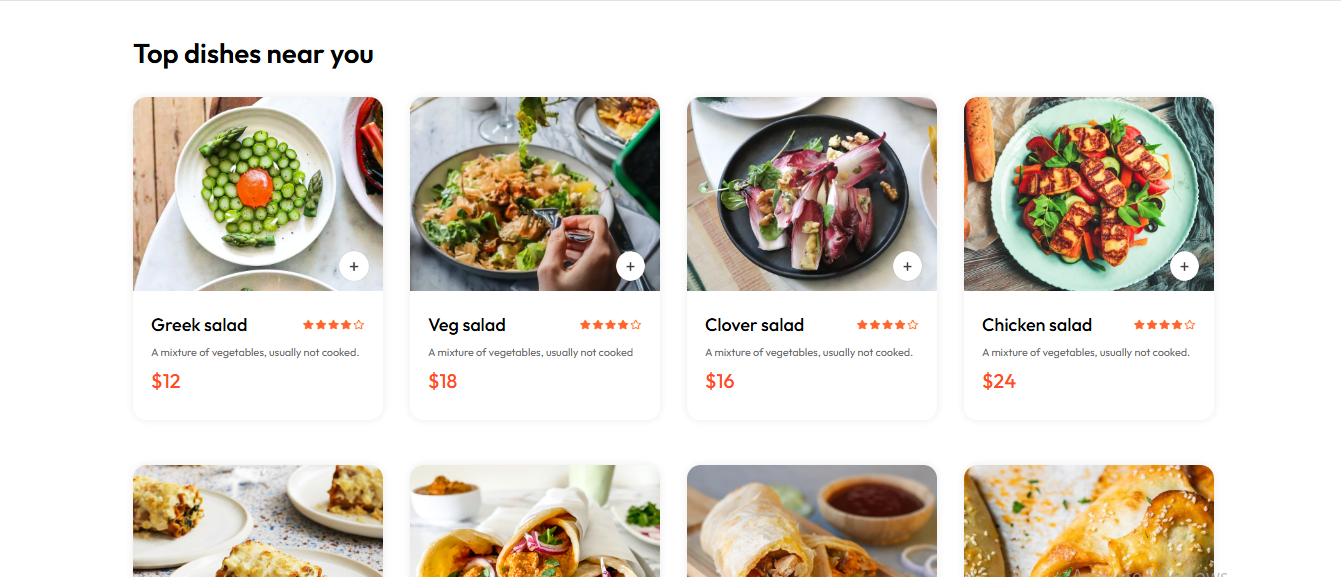 Top dishes near you
Greek salad
A mixture of vegetables, usually not cooked.
$12
Veg salad
A mixture of vegetables, usually not cooked
$18
Clover salad
A mixture of vegetables, usually not cooked.
$16
Chicken salad
A mixture of vegetables, usually not cooked.
$24